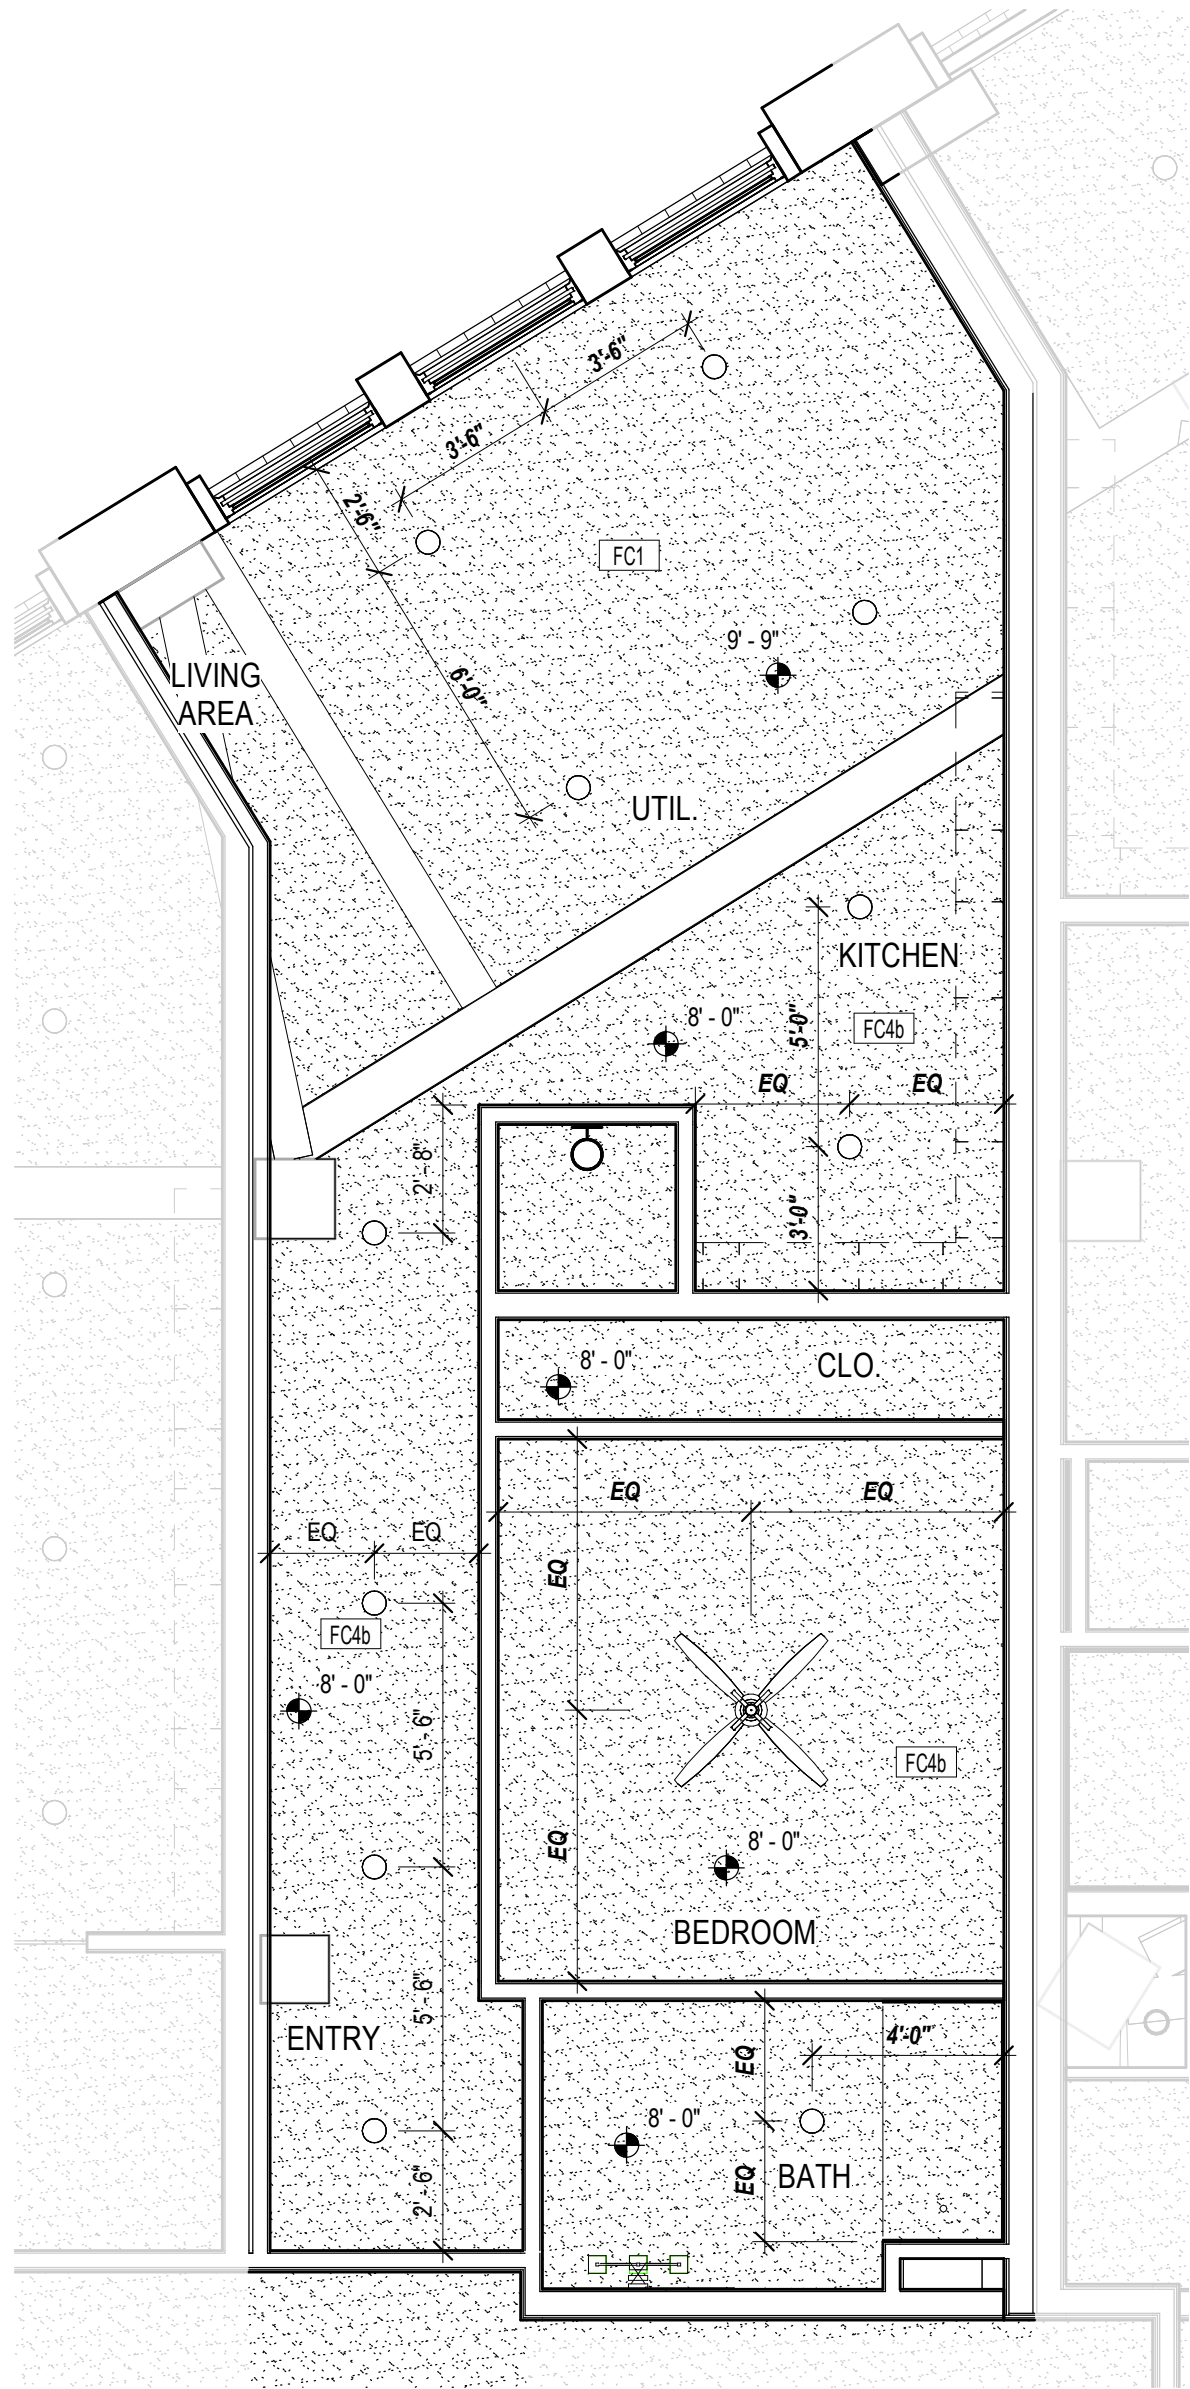 3'-6"
3'-6"
2'-6"
FC1
9' - 9"
LIVING
AREA
6'-0"
UTIL.
KITCHEN
8' - 0"
5'-0"
FC4b
EQ
EQ
2' - 8"
3'-0"
8' - 0"
CLO.
EQ
EQ
EQ
EQ
EQ
FC4b
8' - 0"
5' - 6"
FC4b
EQ
8' - 0"
BEDROOM
5' - 6"
ENTRY
4'-0"
EQ
8' - 0"
BATH
EQ
2' - 6"